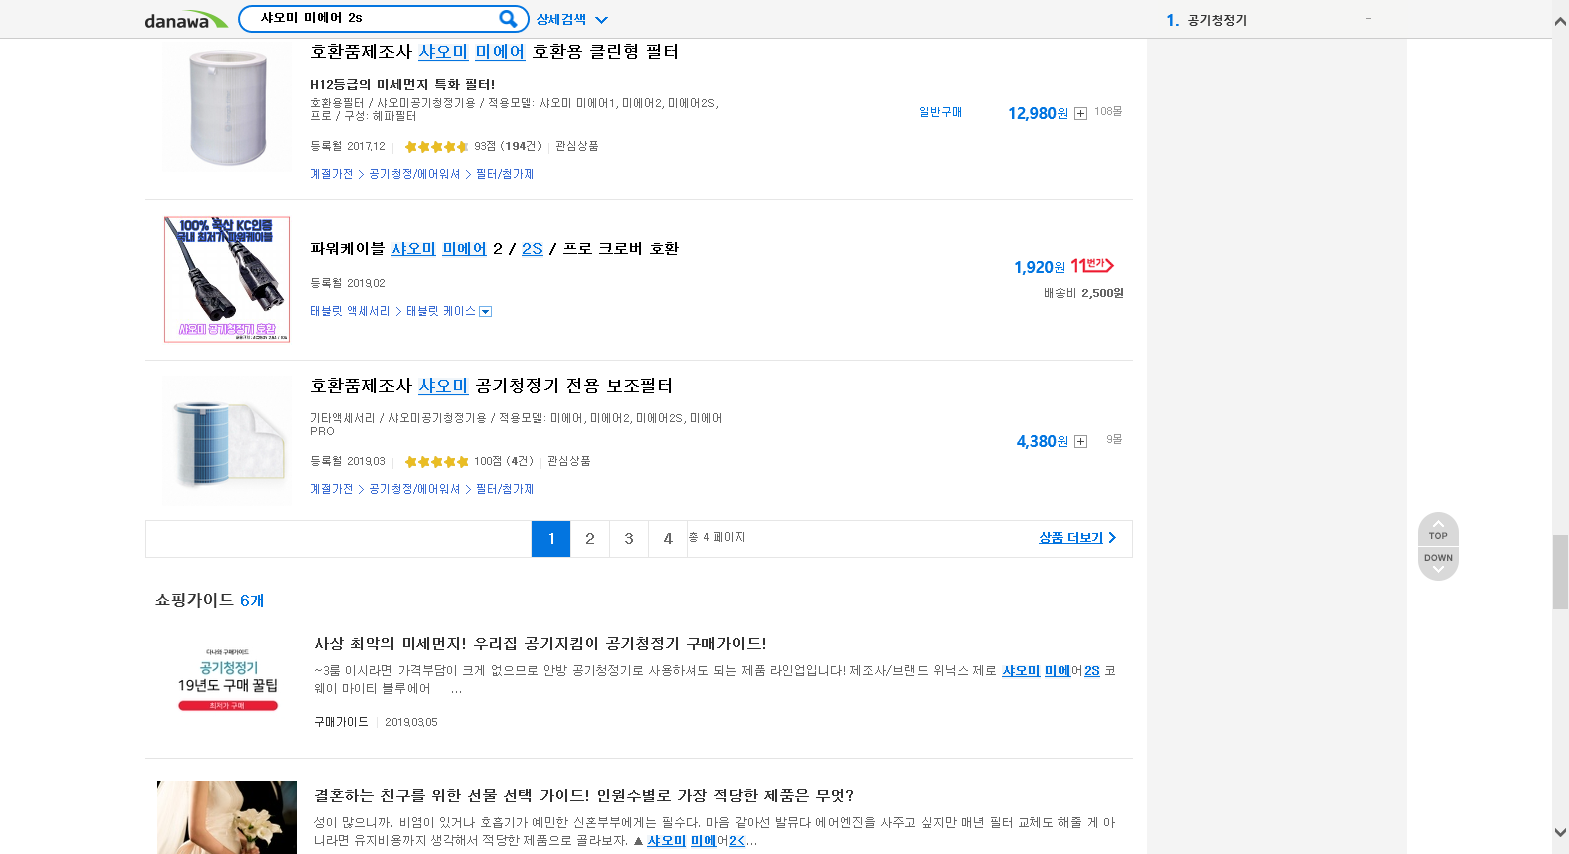 danawa 샤오미 미에어 2s 상세검색
1. 공기청정기 -
호환품제조사 샤오미 미에어 호환용 클린형 필터
H12등급의 미세먼지 특화 필터!
호환용필터 / 샤오미공기청정기용 / 적용모델: 샤오미 미에어1, 미에어2, 미에어2S,
프로 / 구성: 헤파필터
일반구매 12,980원 108몰
등록월 2017.12 93점 (194건) 관심상품
계절가전 > 공기청정/에어워셔 > 필터/첨가제
100% 국산 KC인증
국내 최저가 파워케이블
샤오미 공기청정기 호환
파워케이블 샤오미 미에어 2 / 2S / 프로 크로버 호환
1,920원 11번가
등록월 2019.02
배송비 2,500원
태블릿 액세서리 > 태블릿 케이스
호환품제조사 샤오미 공기청정기 전용 보조필터
기타액세서리 / 샤오미공기청정기용 / 적용모델: 미에어, 미에어2, 미에어2S, 미에어
PRO
4,380원 9몰
등록월 2019.03 100점 (4건) 관심상품
계절가전 > 공기청정/에어워셔 > 필터/첨가제
1 2 3 4 총 4 페이지 상품 더보기 >
TOP
DOWN
쇼핑가이드 6개
다나와 구매가이드
공기청정기
19년도 구매 꿀팁
최저가 구매
사상 최악의 미세먼지! 우리집 공기지킴이 공기청정기 구매가이드!
~3룸 이시라면 가격부담이 크게 없으므로 안방 공기청정기로 사용하셔도 되는 제품 라인업입니다! 제조사/브랜드 위닉스 제로 샤오미 미에어2S 코
웨이 마이티 블루에어 ...
구매가이드 2019.03.05
결혼하는 친구를 위한 선물 선택 가이드! 인원수별로 가장 적당한 제품은 무엇?
성이 많으니까. 비염이 있거나 호흡기가 예민한 신혼부부에게는 필수다. 마음 같아선 발뮤다 에어엔진을 사주고 싶지만 매년 필터 교체도 해줄 게 아
니라면 유지비용까지 생각해서 적당한 제품으로 골라보자. ▲ 샤오미 미에어2<...